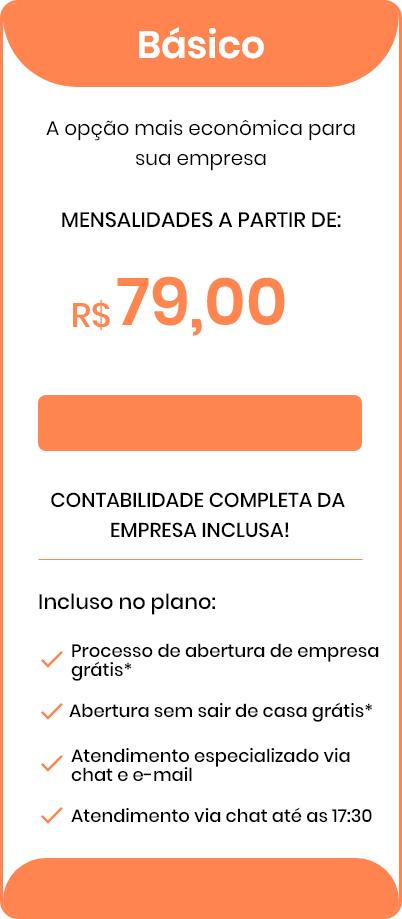 Básico
A opção mais econômica para
sua empresa
MENSALIDADES A PARTIR DE:
R$ 79,00
CONTABILIDADE COMPLETA DA
EMPRESA INCLUSA!
Incluso no plano:
Processo de abertura de empresa
grátis*
Abertura sem sair de casa grátis*
Atendimento especializado via
chat e e-mail
Atendimento via chat até as 17:30